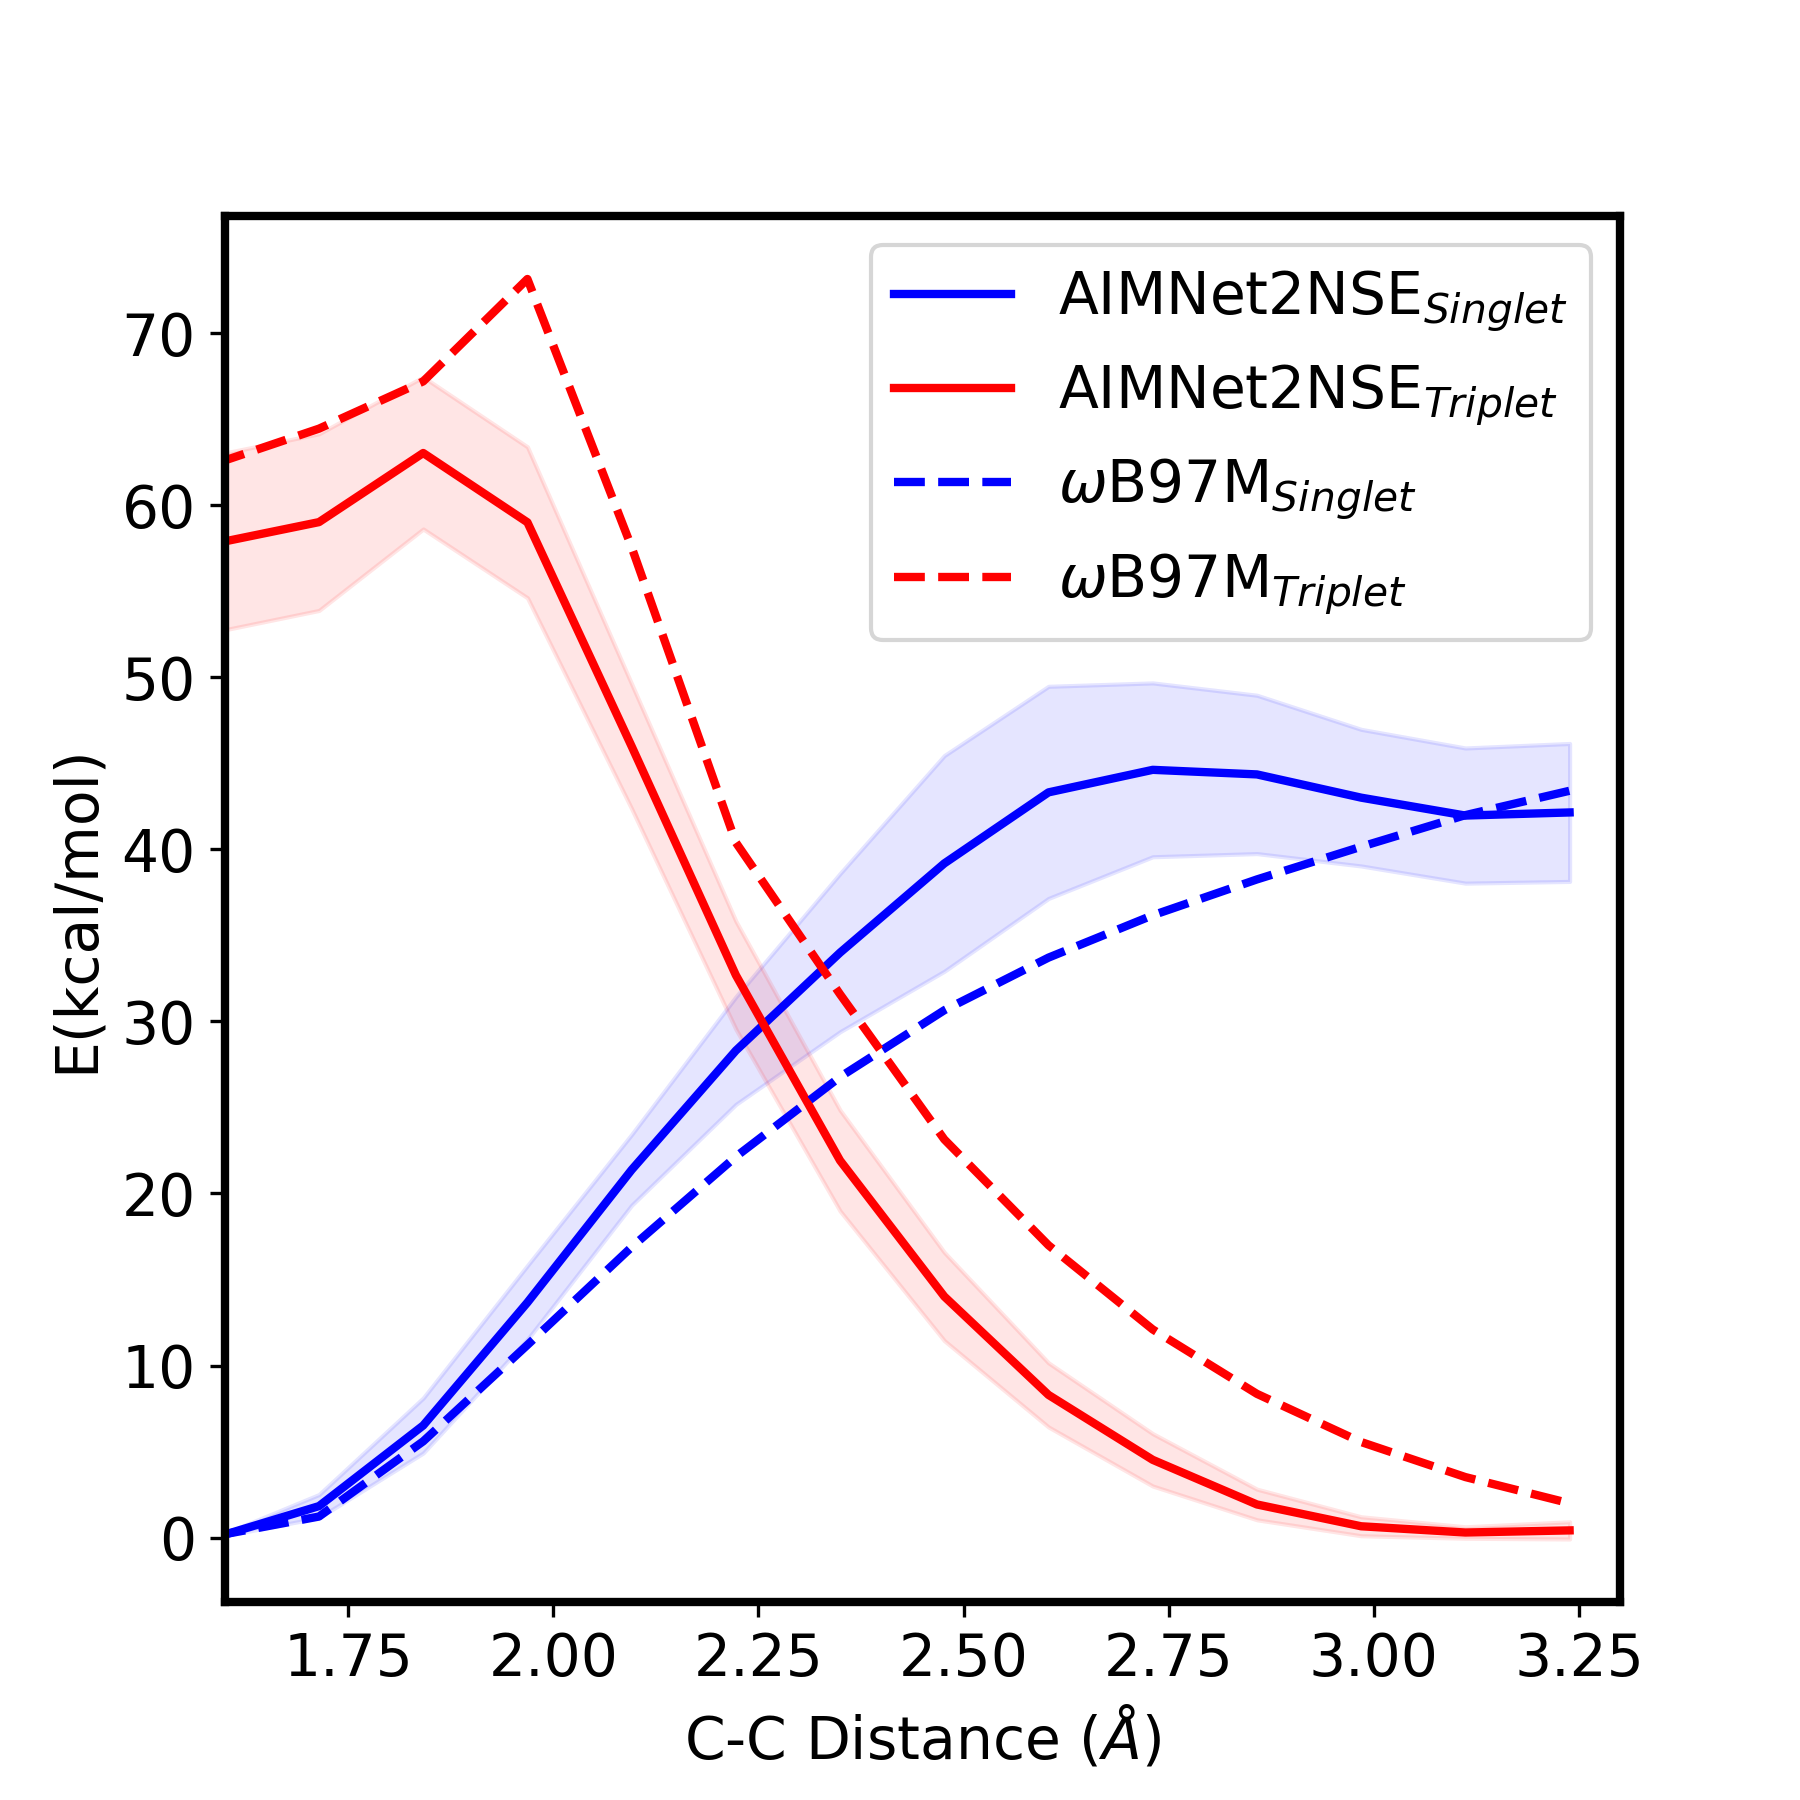 AIMNet2NSE_Singlet
AIMNet2NSE_Triplet
ωB97M_Singlet
ωB97M_Triplet
E(kcal/mol)
70
60
50
40
30
20
10
0
1.75 2.00 2.25 2.50 2.75 3.00 3.25
C-C Distance (Å)